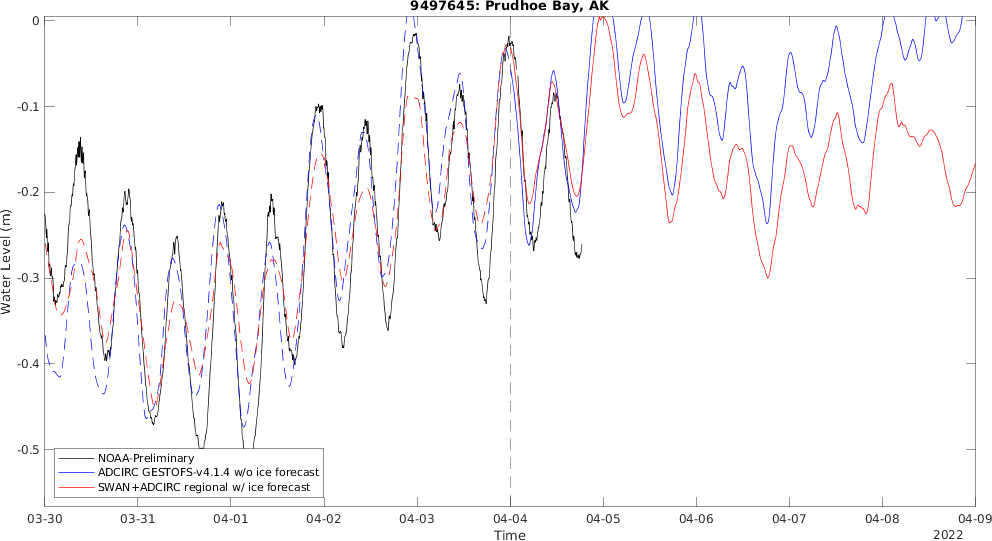 9497645: Prudhoe Bay, AK
0
-0.1
-0.2
-0.3
-0.4
-0.5
Water Level (m)
NOAA-Preliminary
ADCIRC GESTOFS-v4.1.4 w/o ice forecast
SWAN+ADCIRC regional w/ ice forecast
03-30 03-31 04-01 04-02 04-03 04-04 04-05 04-06 04-07 04-08 04-09
Time
2022